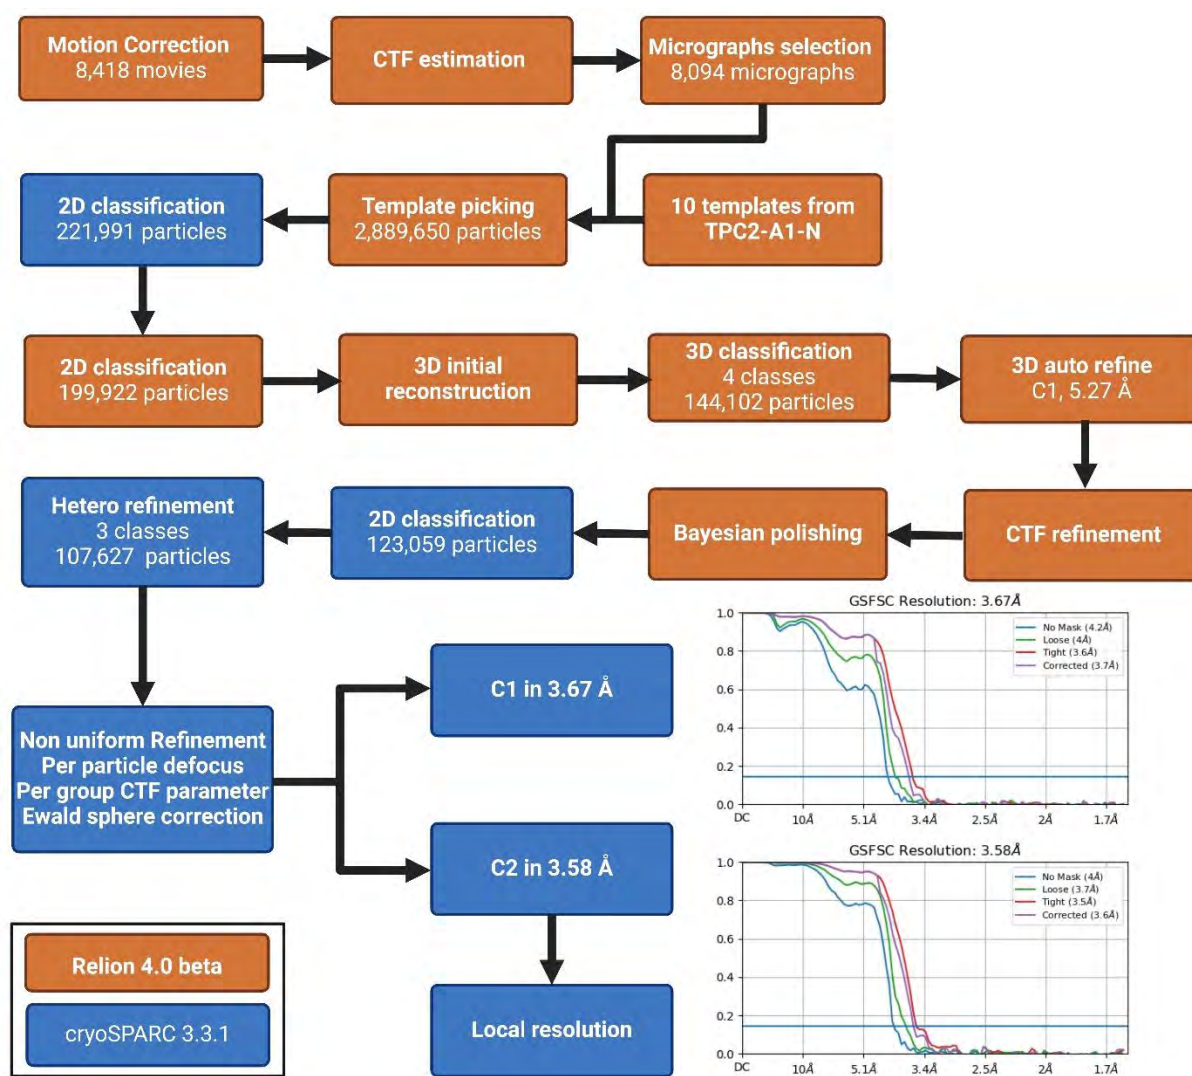 Motion Correction
8,418 movies
CTF estimation
Micrographs selection
8,094 micrographs
2D classification
221,991 particles
Template picking
2,889,650 particles
10 templates from
TPC2-A1-N
2D classification
199,922 particles
3D initial
reconstruction
3D classification
4 classes
144,102 particles
3D auto refine
C1, 5.27 Å
Hetero refinement
3 classes
107,627 particles
2D classification
123,059 particles
Bayesian polishing
CTF refinement
Non uniform Refinement
Per particle defocus
Per group CTF parameter
Ewald sphere correction
C1 in 3.67 Å
C2 in 3.58 Å
Local resolution
Relion 4.0 beta
cryoSPARC 3.3.1
GSFSC Resolution: 3.67Å
No Mask (4.2Å)
Loose (4Å)
Tight (3.6Å)
Corrected (3.7Å)
1.0
0.8
0.6
0.4
0.2
0.0
DC 10Å 5.1Å 3.4Å 2.5Å 2Å 1.7Å
GSFSC Resolution: 3.58Å
No Mask (4Å)
Loose (3.7Å)
Tight (3.5Å)
Corrected (3.6Å)
1.0
0.8
0.6
0.4
0.2
0.0
DC 10Å 5.1Å 3.4Å 2.5Å 2Å 1.7Å